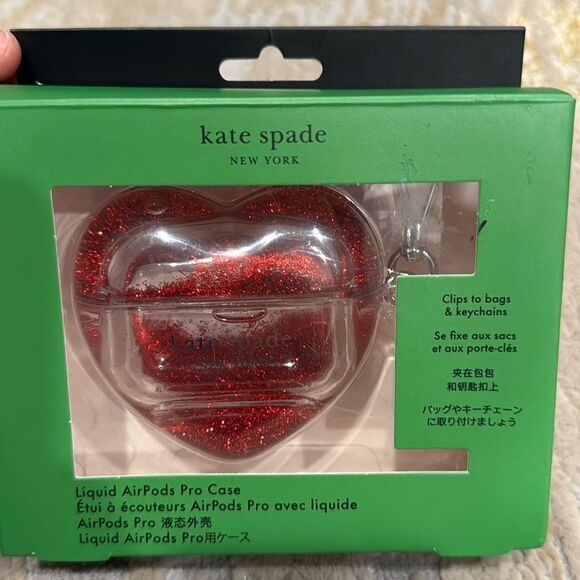 kate spade
NEW YORK
kate spade
NEW YORK
Clips to bags
& keychains
Se fixe aux sacs
et aux porte-clés
夹在包包
和钥匙扣上
バッグやキーチェーン
に取り付けましょう
Liquid AirPods Pro Case
Étui à écouteurs AirPods Pro avec liquide
AirPods Pro 液态外壳
Liquid AirPods Pro用ケース